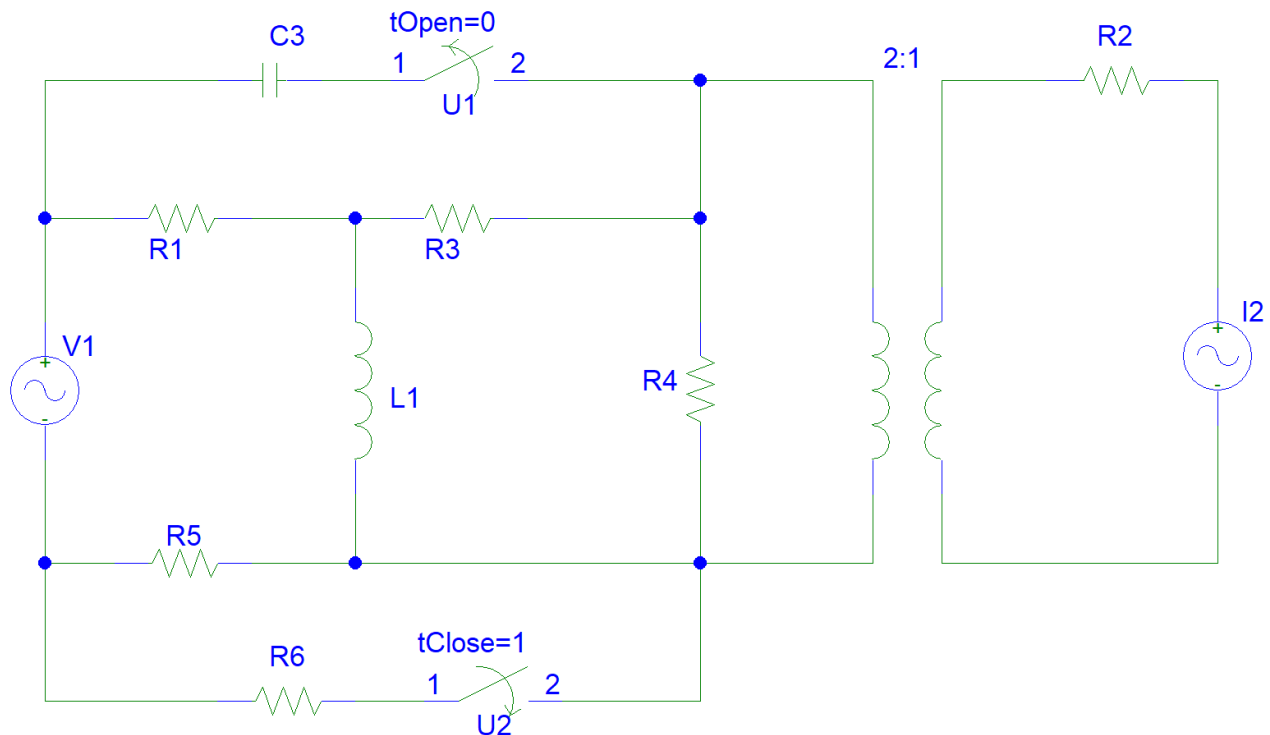 tOpen=0
C3
1
2
U1
2:1
R2
R1
R3
V1
+
-
L1
R4
I2
+
-
R5
tClose=1
R6
1
2
U2